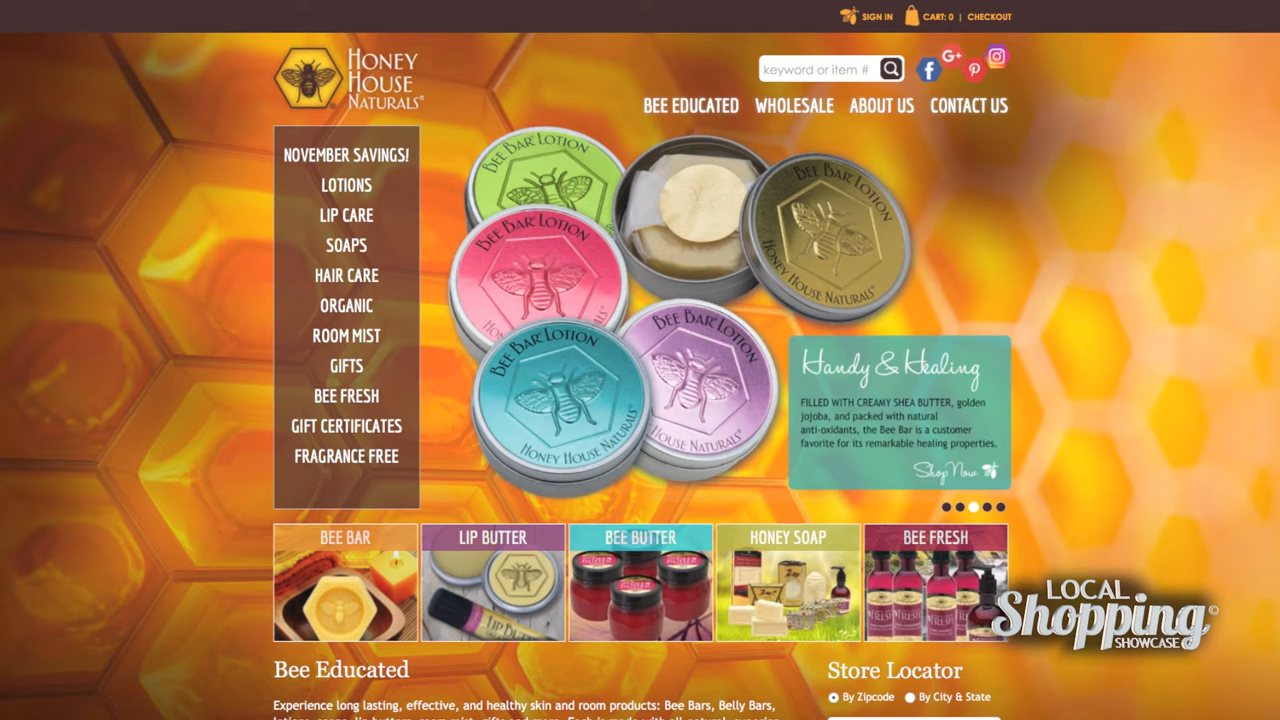 SIGN IN
CART: 0 | CHECKOUT
HONEY
HOUSE
NATURALS®
keyword or item #
f
G+
BEE EDUCATED WHOLESALE ABOUT US CONTACT US
NOVEMBER SAVINGS!
LOTIONS
LIP CARE
SOAPS
HAIR CARE
ORGANIC
ROOM MIST
GIFTS
BEE FRESH
GIFT CERTIFICATES
FRAGRANCE FREE
BEE BAR LOTION
BEE BAR LOTION
HONEY HOUSE NATURALS®
BEE BAR LOTION
BEE BAR LOTION
HONEY HOUSE NATURALS®
BEE BAR LOTION
HOUSE NATURALS®
Handy & Healing
FILLED WITH CREAMY SHEA BUTTER, golden
jojoba, and packed with natural
anti-oxidants, the Bee Bar is a customer
favorite for its remarkable healing properties.
Shop Now
BEE BAR
LIP BUTTER
BEE BUTTER
HONEY SOAP
BEE FRESH
LOCAL
Shopping©
SHOWCASE
Bee Educated
Experience long lasting, effective, and healthy skin and room products: Bee Bars, Belly Bars,
Store Locator
By Zipcode By City & State